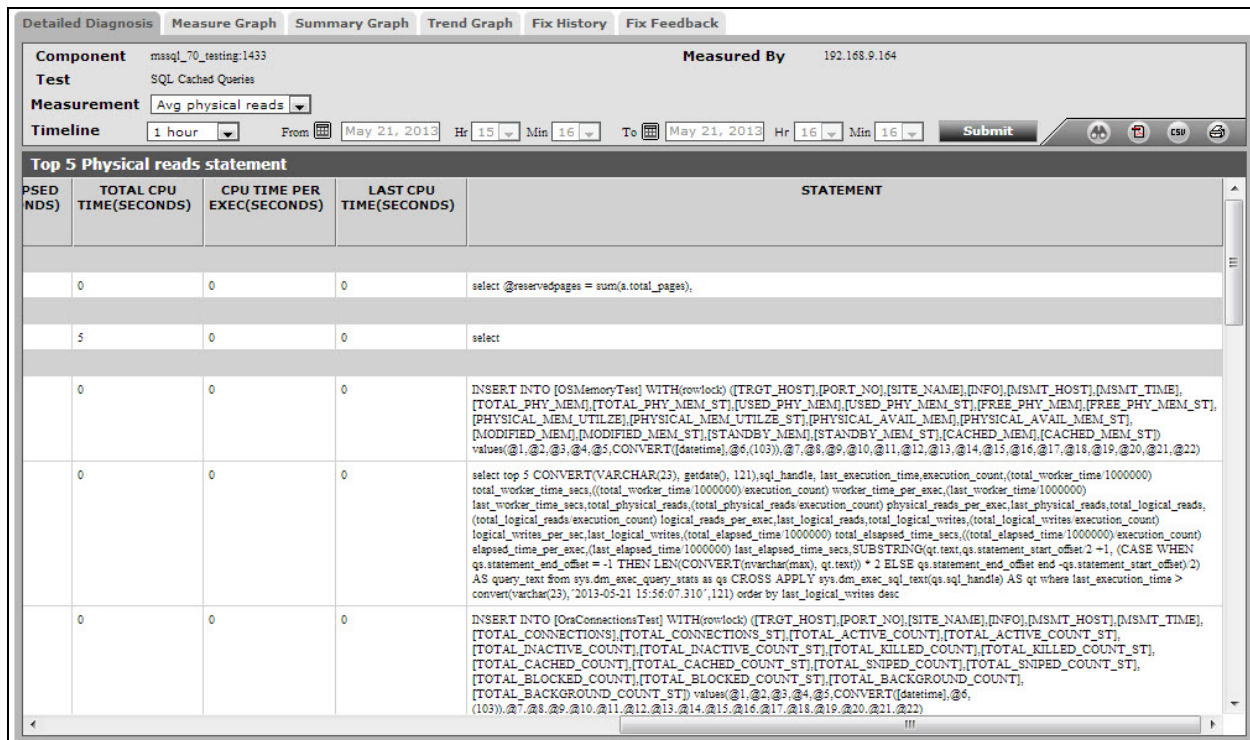 Detailed Diagnosis Measure Graph Summary Graph Trend Graph Fix History Fix Feedback
Component mssql_70_testing:1433 Measured By 192.168.9.164
Test SQL Cached Queries
Measurement Avg physical reads
Timeline 1 hour From May 21, 2013 Hr 15 Min 16 To May 21, 2013 Hr 16 Min 16 Submit CSV
Top 5 Physical reads statement
PSED TOTAL CPU CPU TIME PER LAST CPU STATEMENT
NDS) TIME(SECONDS) EXEC(SECONDS) TIME(SECONDS)
0 0 0 select @reservedpages = sum(a.total_pages),
5 0 0 select
0 0 0 INSERT INTO [OSMemoryTest] WITH(rowlock) ([TRGT_HOST],[PORT_NO],[SITE_NAME],[INFO],[MSMT_HOST],[MSMT_TIME],
[TOTAL_PHY_MEM],[TOTAL_PHY_MEM_ST],[USED_PHY_MEM],[USED_PHY_MEM_ST],[FREE_PHY_MEM],[FREE_PHY_MEM_ST],
[PHYSICAL_MEM_UTILZE],[PHYSICAL_MEM_UTILZE_ST],[PHYSICAL_AVAIL_MEM],[PHYSICAL_AVAIL_MEM_ST],
[MODIFIED_MEM],[MODIFIED_MEM_ST],[STANDBY_MEM],[STANDBY_MEM_ST],[CACHED_MEM],[CACHED_MEM_ST])
values(@1,@2,@3,@4,@5,CONVERT([datetime],@6,(103)),@7,@8,@9,@10,@11,@12,@13,@14,@15,@16,@17,@18,@19,@20,@21,@22)
0 0 0 select top 5 CONVERT(VARCHAR(23), getdate(), 121),sql_handle, last_execution_time,execution_count,(total_worker_time/1000000)
total_worker_time_secs,((total_worker_time/1000000)/execution_count) worker_time_per_exec,(last_worker_time/1000000)
last_worker_time_secs,total_physical_reads,(total_physical_reads/execution_count) physical_reads_per_exec,last_physical_reads,total_logical_reads,
(total_logical_reads/execution_count) logical_reads_per_exec,last_logical_reads,total_logical_writes,(total_logical_writes/execution_count)
logical_writes_per_sec,last_logical_writes,(total_elapsed_time/1000000) total_elsapsed_time_secs,((total_elapsed_time/1000000)/execution_count)
elapsed_time_per_exec,(last_elapsed_time/1000000) last_elapsed_time_secs,SUBSTRING(qt.text,qs.statement_start_offset/2 +1, (CASE WHEN
qs.statement_end_offset = -1 THEN LEN(CONVERT(nvarchar(max), qt.text)) * 2 ELSE qs.statement_end_offset end -qs.statement_start_offset)/2)
AS query_text from sys.dm_exec_query_stats as qs CROSS APPLY sys.dm_exec_sql_text(qs.sql_handle) AS qt where last_execution_time >
convert(varchar(23),´2013-05-21 15:56:07.310´,121) order by last_logical_writes desc
0 0 0 INSERT INTO [OraConnectionsTest] WITH(rowlock) ([TRGT_HOST],[PORT_NO],[SITE_NAME],[INFO],[MSMT_HOST],[MSMT_TIME],
[TOTAL_CONNECTIONS],[TOTAL_CONNECTIONS_ST],[TOTAL_ACTIVE_COUNT],[TOTAL_ACTIVE_COUNT_ST],
[TOTAL_INACTIVE_COUNT],[TOTAL_INACTIVE_COUNT_ST],[TOTAL_KILLED_COUNT],[TOTAL_KILLED_COUNT_ST],
[TOTAL_CACHED_COUNT],[TOTAL_CACHED_COUNT_ST],[TOTAL_SNIPED_COUNT],[TOTAL_SNIPED_COUNT_ST],
[TOTAL_BLOCKED_COUNT],[TOTAL_BLOCKED_COUNT_ST],[TOTAL_BACKGROUND_COUNT],
[TOTAL_BACKGROUND_COUNT_ST]) values(@1,@2,@3,@4,@5,CONVERT([datetime],@6,
(103)),@7,@8,@9,@10,@11,@12,@13,@14,@15,@16,@17,@18,@19,@20,@21,@22)